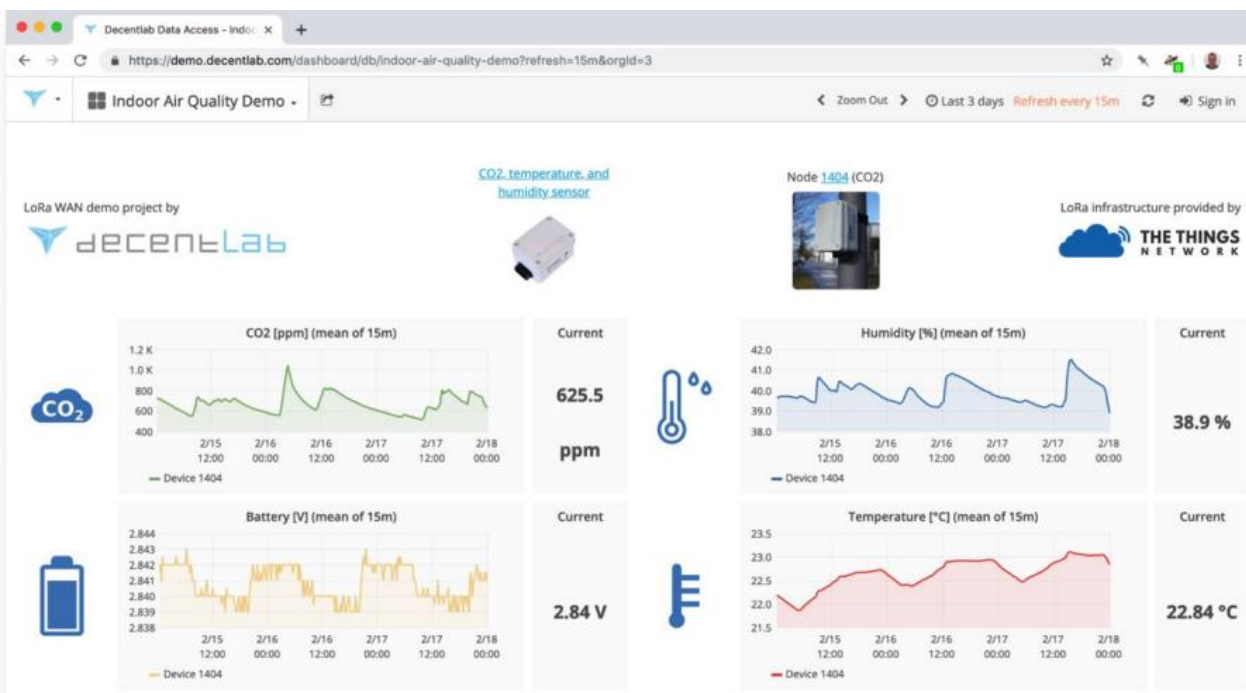 Decentlab Data Access – Indoo
https://demo.decentlab.com/dashboard/db/indoor-air-quality-demo?refresh=15m&orgId=3
Indoor Air Quality Demo
Zoom Out
Last 3 days
Refresh every 15m
Sign in
LoRa WAN demo project by
decentlab
CO2, temperature, and
humidity sensor
Node 1404 (CO2)
LoRa infrastructure provided by
THE THINGS
NETWORK
CO2
CO2 [ppm] (mean of 15m)
1.2 K
1.0 K
800
600
400
2/15 2/16 2/16 2/17 2/17 2/18
12:00 00:00 12:00 00:00 12:00 00:00
Device 1404
Current
625.5
ppm
Humidity [%] (mean of 15m)
42.0
41.0
40.0
39.0
38.0
2/15 2/16 2/16 2/17 2/17 2/18
12:00 00:00 12:00 00:00 12:00 00:00
Device 1404
Current
38.9 %
Battery [V] (mean of 15m)
2.844
2.843
2.842
2.841
2.840
2.839
2.838
2/15 2/16 2/16 2/17 2/17 2/18
12:00 00:00 12:00 00:00 12:00 00:00
Device 1404
Current
2.84 V
Temperature [°C] (mean of 15m)
23.5
23.0
22.5
22.0
21.5
2/15 2/16 2/16 2/17 2/17 2/18
12:00 00:00 12:00 00:00 12:00 00:00
Device 1404
Current
22.84 °C